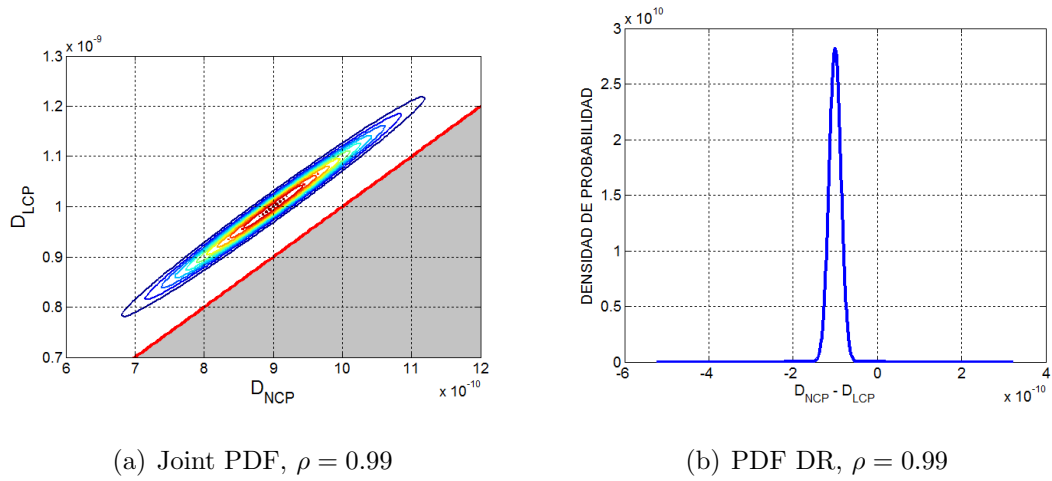 x 10^-9
1.3
1.2
1.1
1
0.9
0.8
0.7
D_LCP
6 7 8 9 10 11 12
D_NCP
x 10^-10
(a) Joint PDF, ρ = 0.99
x 10^10
3
2.5
2
1.5
1
0.5
0
DENSIDAD DE PROBABILIDAD
-6 -4 -2 0 2 4
D_NCP - D_LCP
x 10^-10
(b) PDF DR, ρ = 0.99